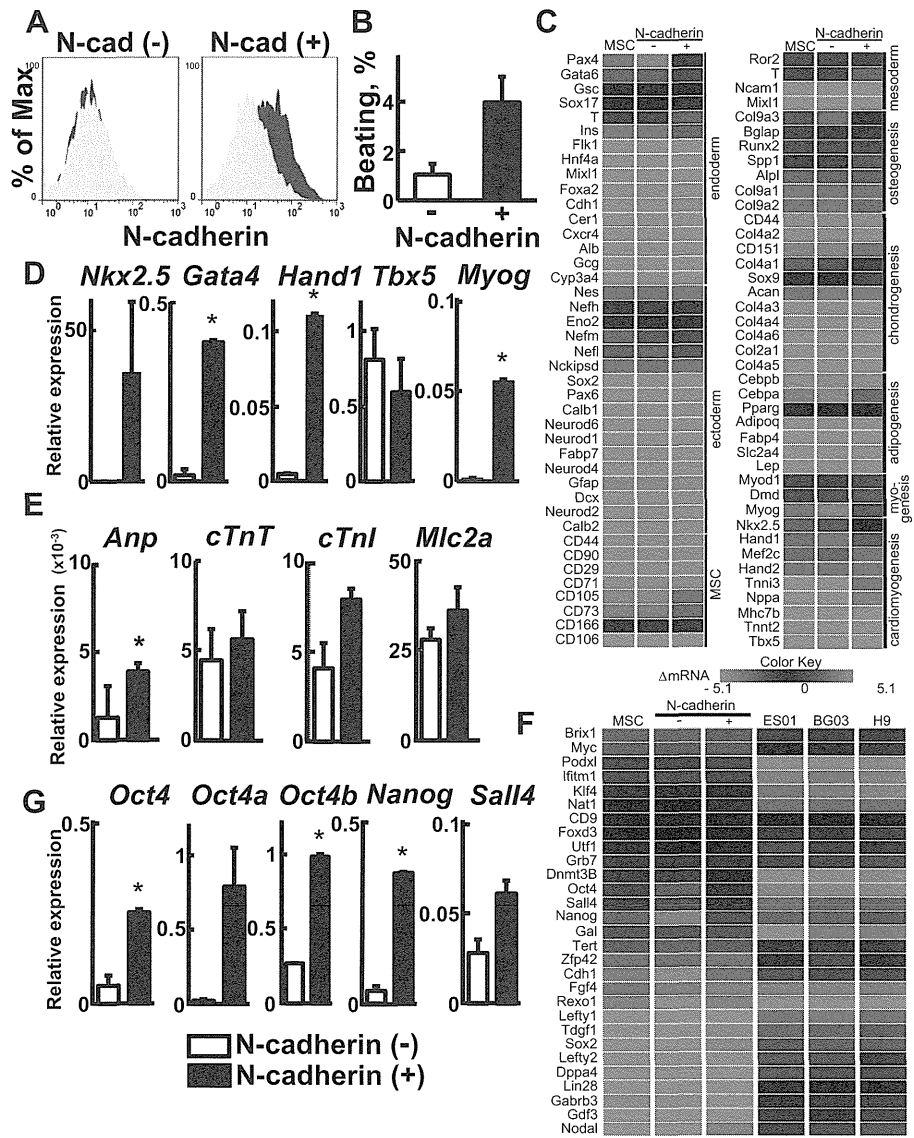 A
N-cad (-)
N-cad (+)
% of Max
100
0
10⁰
10¹
10²
10³
100
0
10⁰
10¹
10²
10³
N-cadherin
B
Beating, %
4
2
0
-
+
N-cadherin
C
N-cadherin
MSC - +
Pax4
Gata6
Gsc
Sox17
T
Ins
Flk1
Hnf4a
Mixl1
Foxa2
Cdh1
Cer1
Cxcr4
Alb
Gcg
Cyp3a4
endoderm
Nes
Nefh
Eno2
Nefm
Nefl
Nckipsd
Sox2
Pax6
Calb1
Neurod6
Neurod1
Fabp7
Neurod4
Gfap
Dcx
Neurod2
Calb2
ectoderm
CD44
CD90
CD29
CD71
CD105
CD73
CD166
CD106
MSC
N-cadherin
MSC - +
Ror2
T
Ncam1
Mixl1
mesoderm
Col9a3
Bglap
Runx2
Spp1
Alpl
Col9a1
Col9a2
osteogenesis
CD44
Col4a2
CD151
Col4a1
Sox9
Acan
Col4a3
Col4a4
Col4a6
Col2a1
Col4a5
chondrogenesis
Cebpb
Cebpa
Pparg
Adipoq
Fabp4
Slc2a4
Lep
adipogenesis
Myod1
Dmd
Myog
myo-
genesis
Nkx2.5
Hand1
Mef2c
Hand2
Tnni3
Nppa
Mhc7b
Tnnt2
Tbx5
cardiomyogenesis
Color Key
ΔmRNA
- 5.1 0 5.1
D
Nkx2.5 Gata4 Hand1 Tbx5 Myog
Relative expression
50
0
0.5
0
*
0.1
0.05
0
*
1
0.5
0
0.1
0.05
0
*
E
Anp cTnT cTnI Mlc2a
Relative expression (x10⁻³)
10
5
0
*
10
5
0
10
5
0
50
25
0
F
N-cadherin
MSC - + ES01 BG03 H9
Brix1
Myc
Podxl
Ifitm1
Klf4
Nat1
CD9
Foxd3
Utf1
Grb7
Dnmt3B
Oct4
Sall4
Nanog
Gal
Tert
Zfp42
Cdh1
Fgf4
Rexo1
Lefty1
Tdgf1
Sox2
Lefty2
Dppa4
Lin28
Gabrb3
Gdf3
Nodal
G
Oct4 Oct4a Oct4b Nanog Sall4
Relative expression
0.5
0
*
1
0.5
0
1
0.5
0
*
0.5
0
*
0.1
0.05
0
N-cadherin (-)
N-cadherin (+)